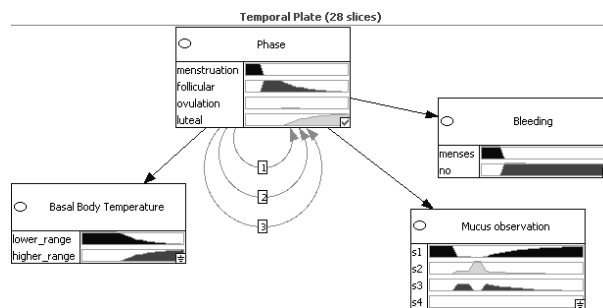 Temporal Plate (28 slices)
Phase
menstruation
follicular
ovulation
luteal
Bleeding
menses
no
1
2
3
Basal Body Temperature
lower_range
higher_range
Mucus observation
s1
s2
s3
s4